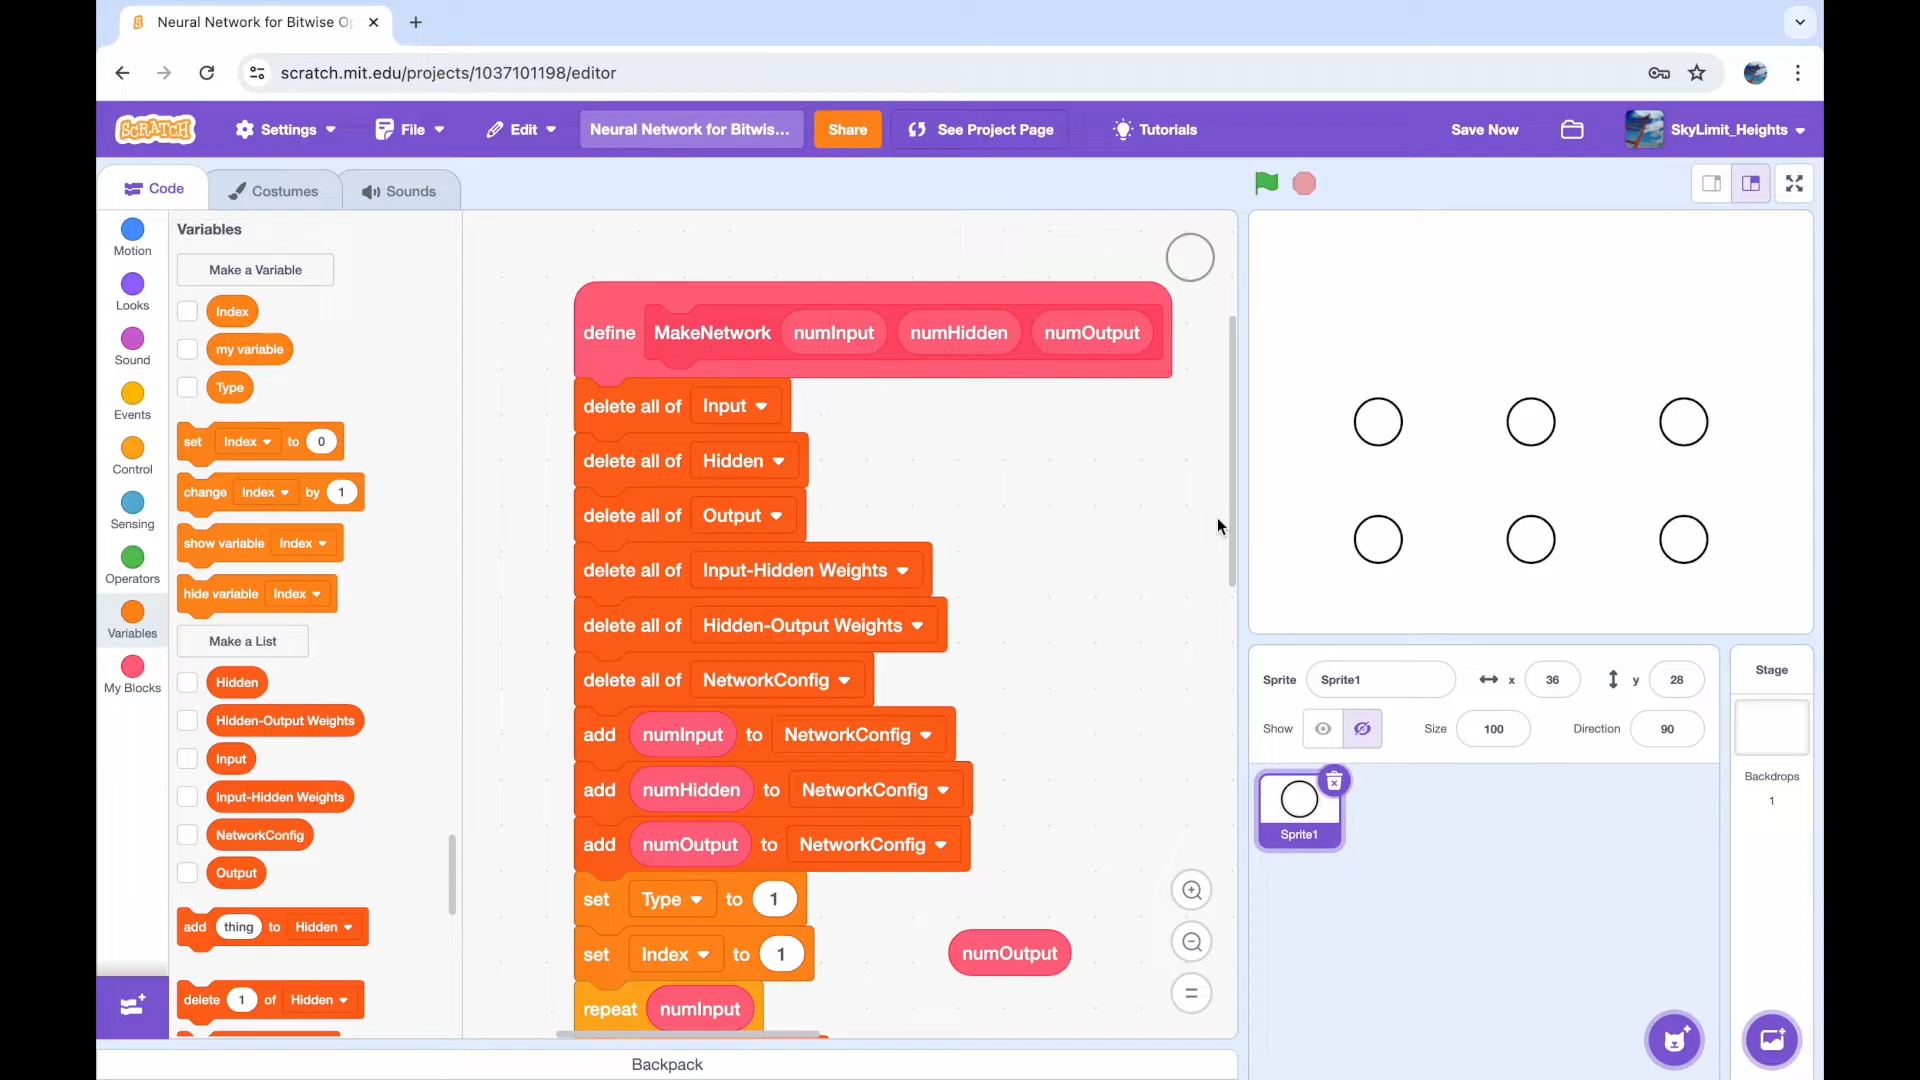 Neural Network for Bitwise Op
scratch.mit.edu/projects/1037101198/editor
SCRATCH
Settings
File
Edit
Neural Network for Bitwis...
Share
See Project Page
Tutorials
Save Now
SkyLimit_Heights
Code
Costumes
Sounds
Motion
Looks
Sound
Events
Control
Sensing
Operators
Variables
My Blocks
Variables
Make a Variable
Index
my variable
Type
set Index to 0
change Index by 1
show variable Index
hide variable Index
Make a List
Hidden
Hidden-Output Weights
Input
Input-Hidden Weights
NetworkConfig
Output
add thing to Hidden
delete 1 of Hidden
define MakeNetwork numInput numHidden numOutput
delete all of Input
delete all of Hidden
delete all of Output
delete all of Input-Hidden Weights
delete all of Hidden-Output Weights
delete all of NetworkConfig
add numInput to NetworkConfig
add numHidden to NetworkConfig
add numOutput to NetworkConfig
set Type to 1
set Index to 1
numOutput
repeat numInput
Backpack
Sprite Sprite1 x 36 y 28
Show Size 100 Direction 90
Sprite1
Stage
Backdrops
1